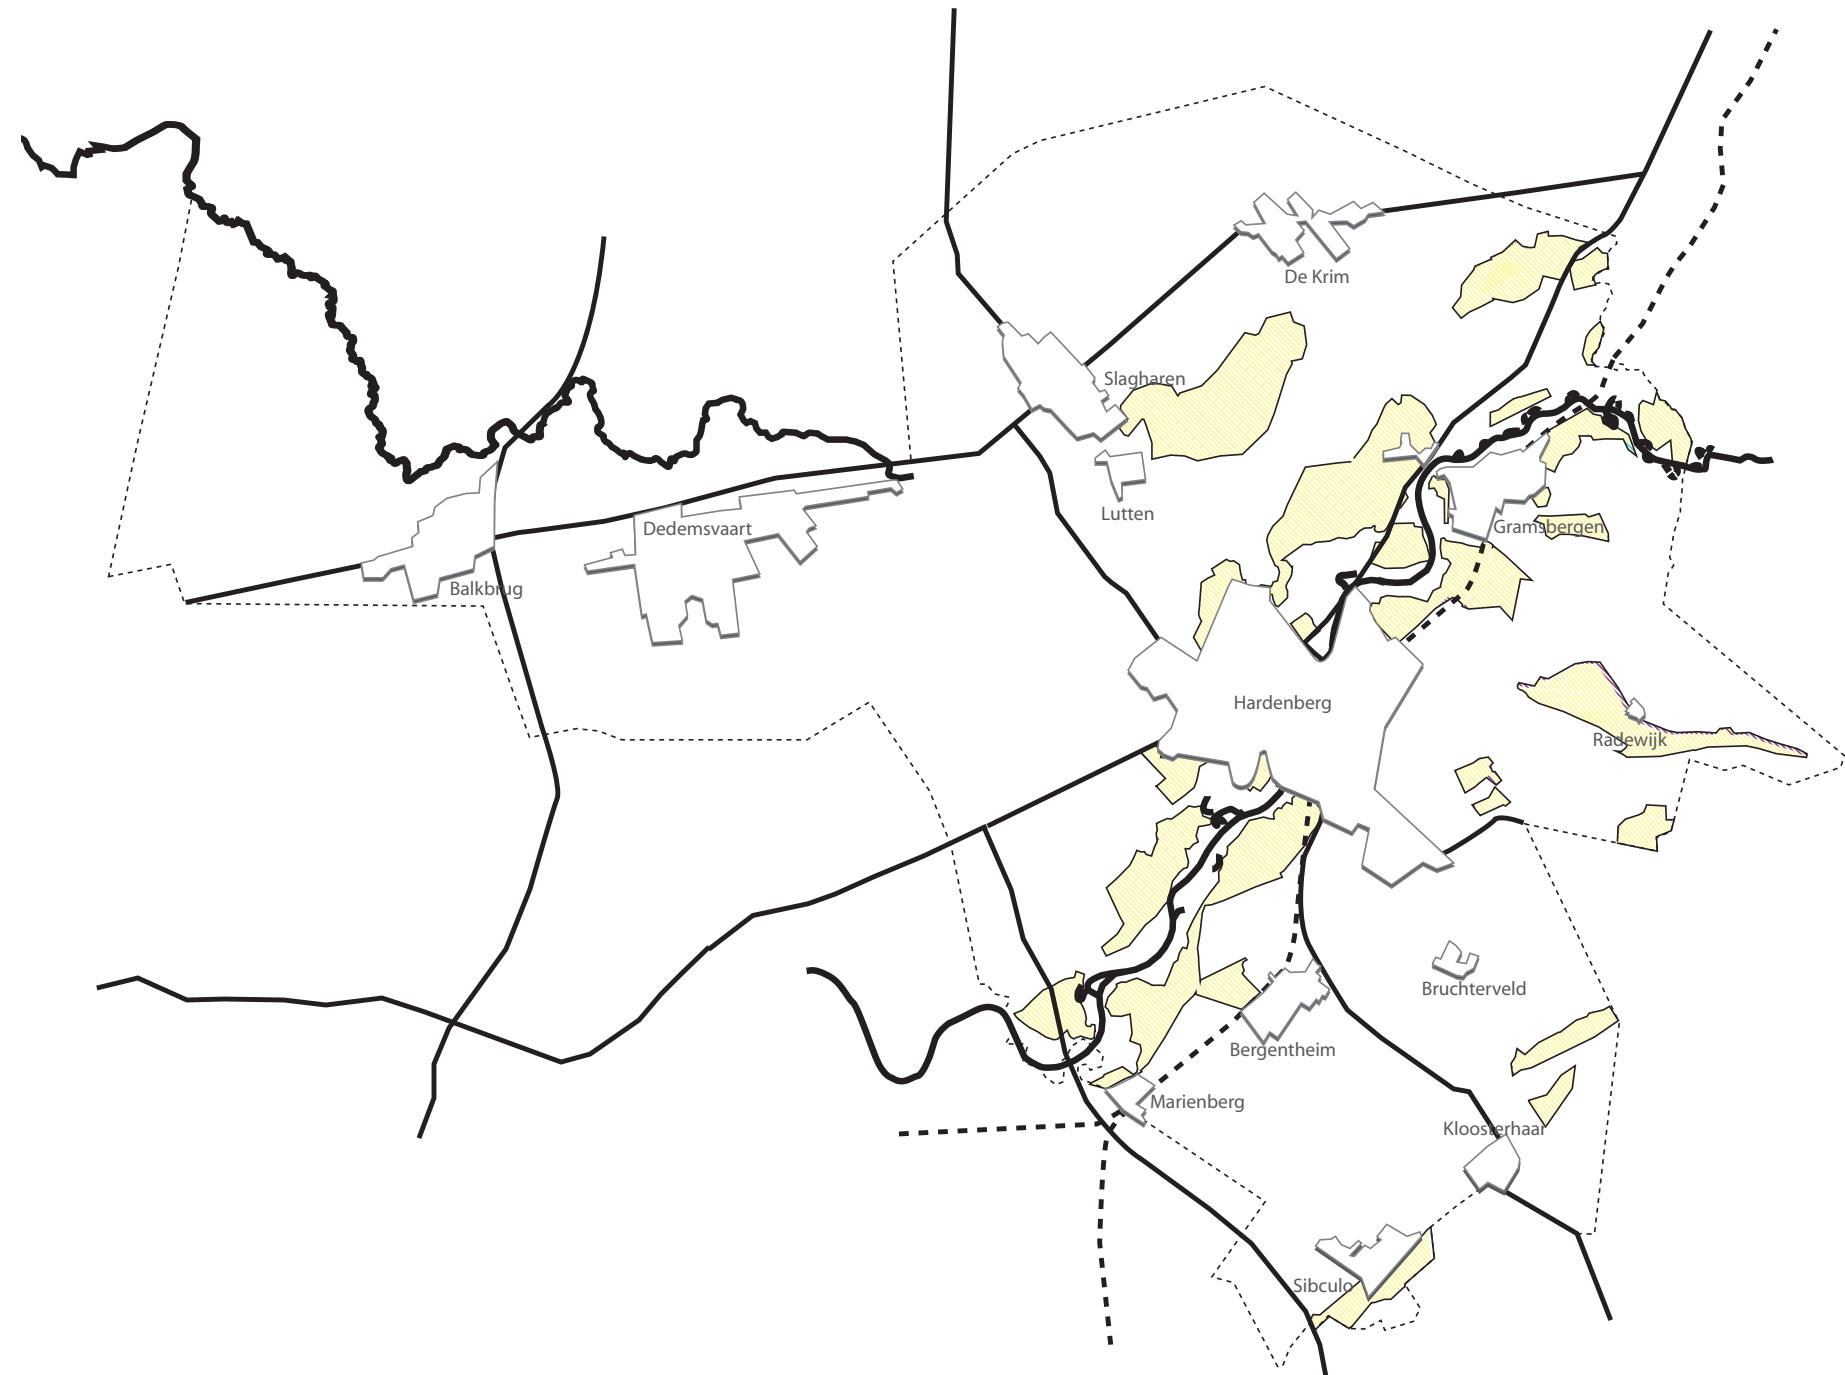 De Krim
Slagharen
Lutten
Gramsbergen
Dedemsvaart
Balkbrug
Hardenberg
Radewijk
Bruchterveld
Bergentheim
Marienberg
Kloosterhaar
Sibculo